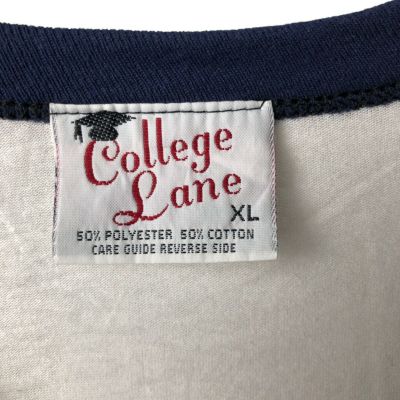 College
Lane
XL
50% POLYESTER 50% COTTON
CARE GUIDE REVERSE SIDE